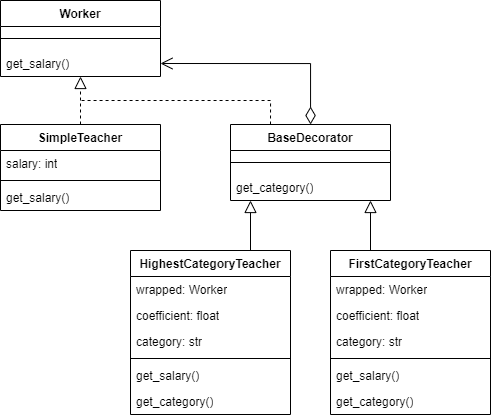 Worker
get_salary()
SimpleTeacher
salary: int
get_salary()
BaseDecorator
get_category()
HighestCategoryTeacher
wrapped: Worker
coefficient: float
category: str
get_salary()
get_category()
FirstCategoryTeacher
wrapped: Worker
coefficient: float
category: str
get_salary()
get_category()